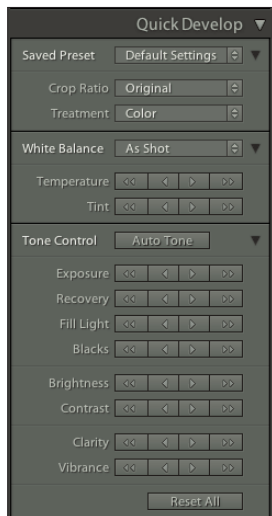 Quick Develop
Saved Preset Default Settings
Crop Ratio Original
Treatment Color
White Balance As Shot
Temperature
Tint
Tone Control Auto Tone
Exposure
Recovery
Fill Light
Blacks
Brightness
Contrast
Clarity
Vibrance
Reset All